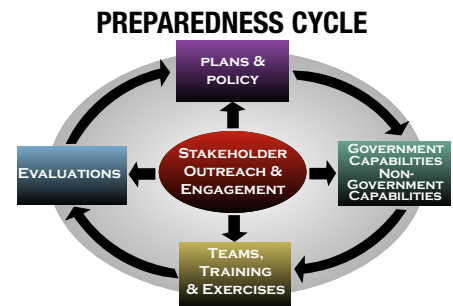 PREPAREDNESS CYCLE
PLANS &
POLICY
STAKEHOLDER
OUTREACH &
ENGAGEMENT
EVALUATIONS
GOVERNMENT
CAPABILITIES
NON-
GOVERNMENT
CAPABILITIES
TEAMS,
TRAINING
& EXERCISES